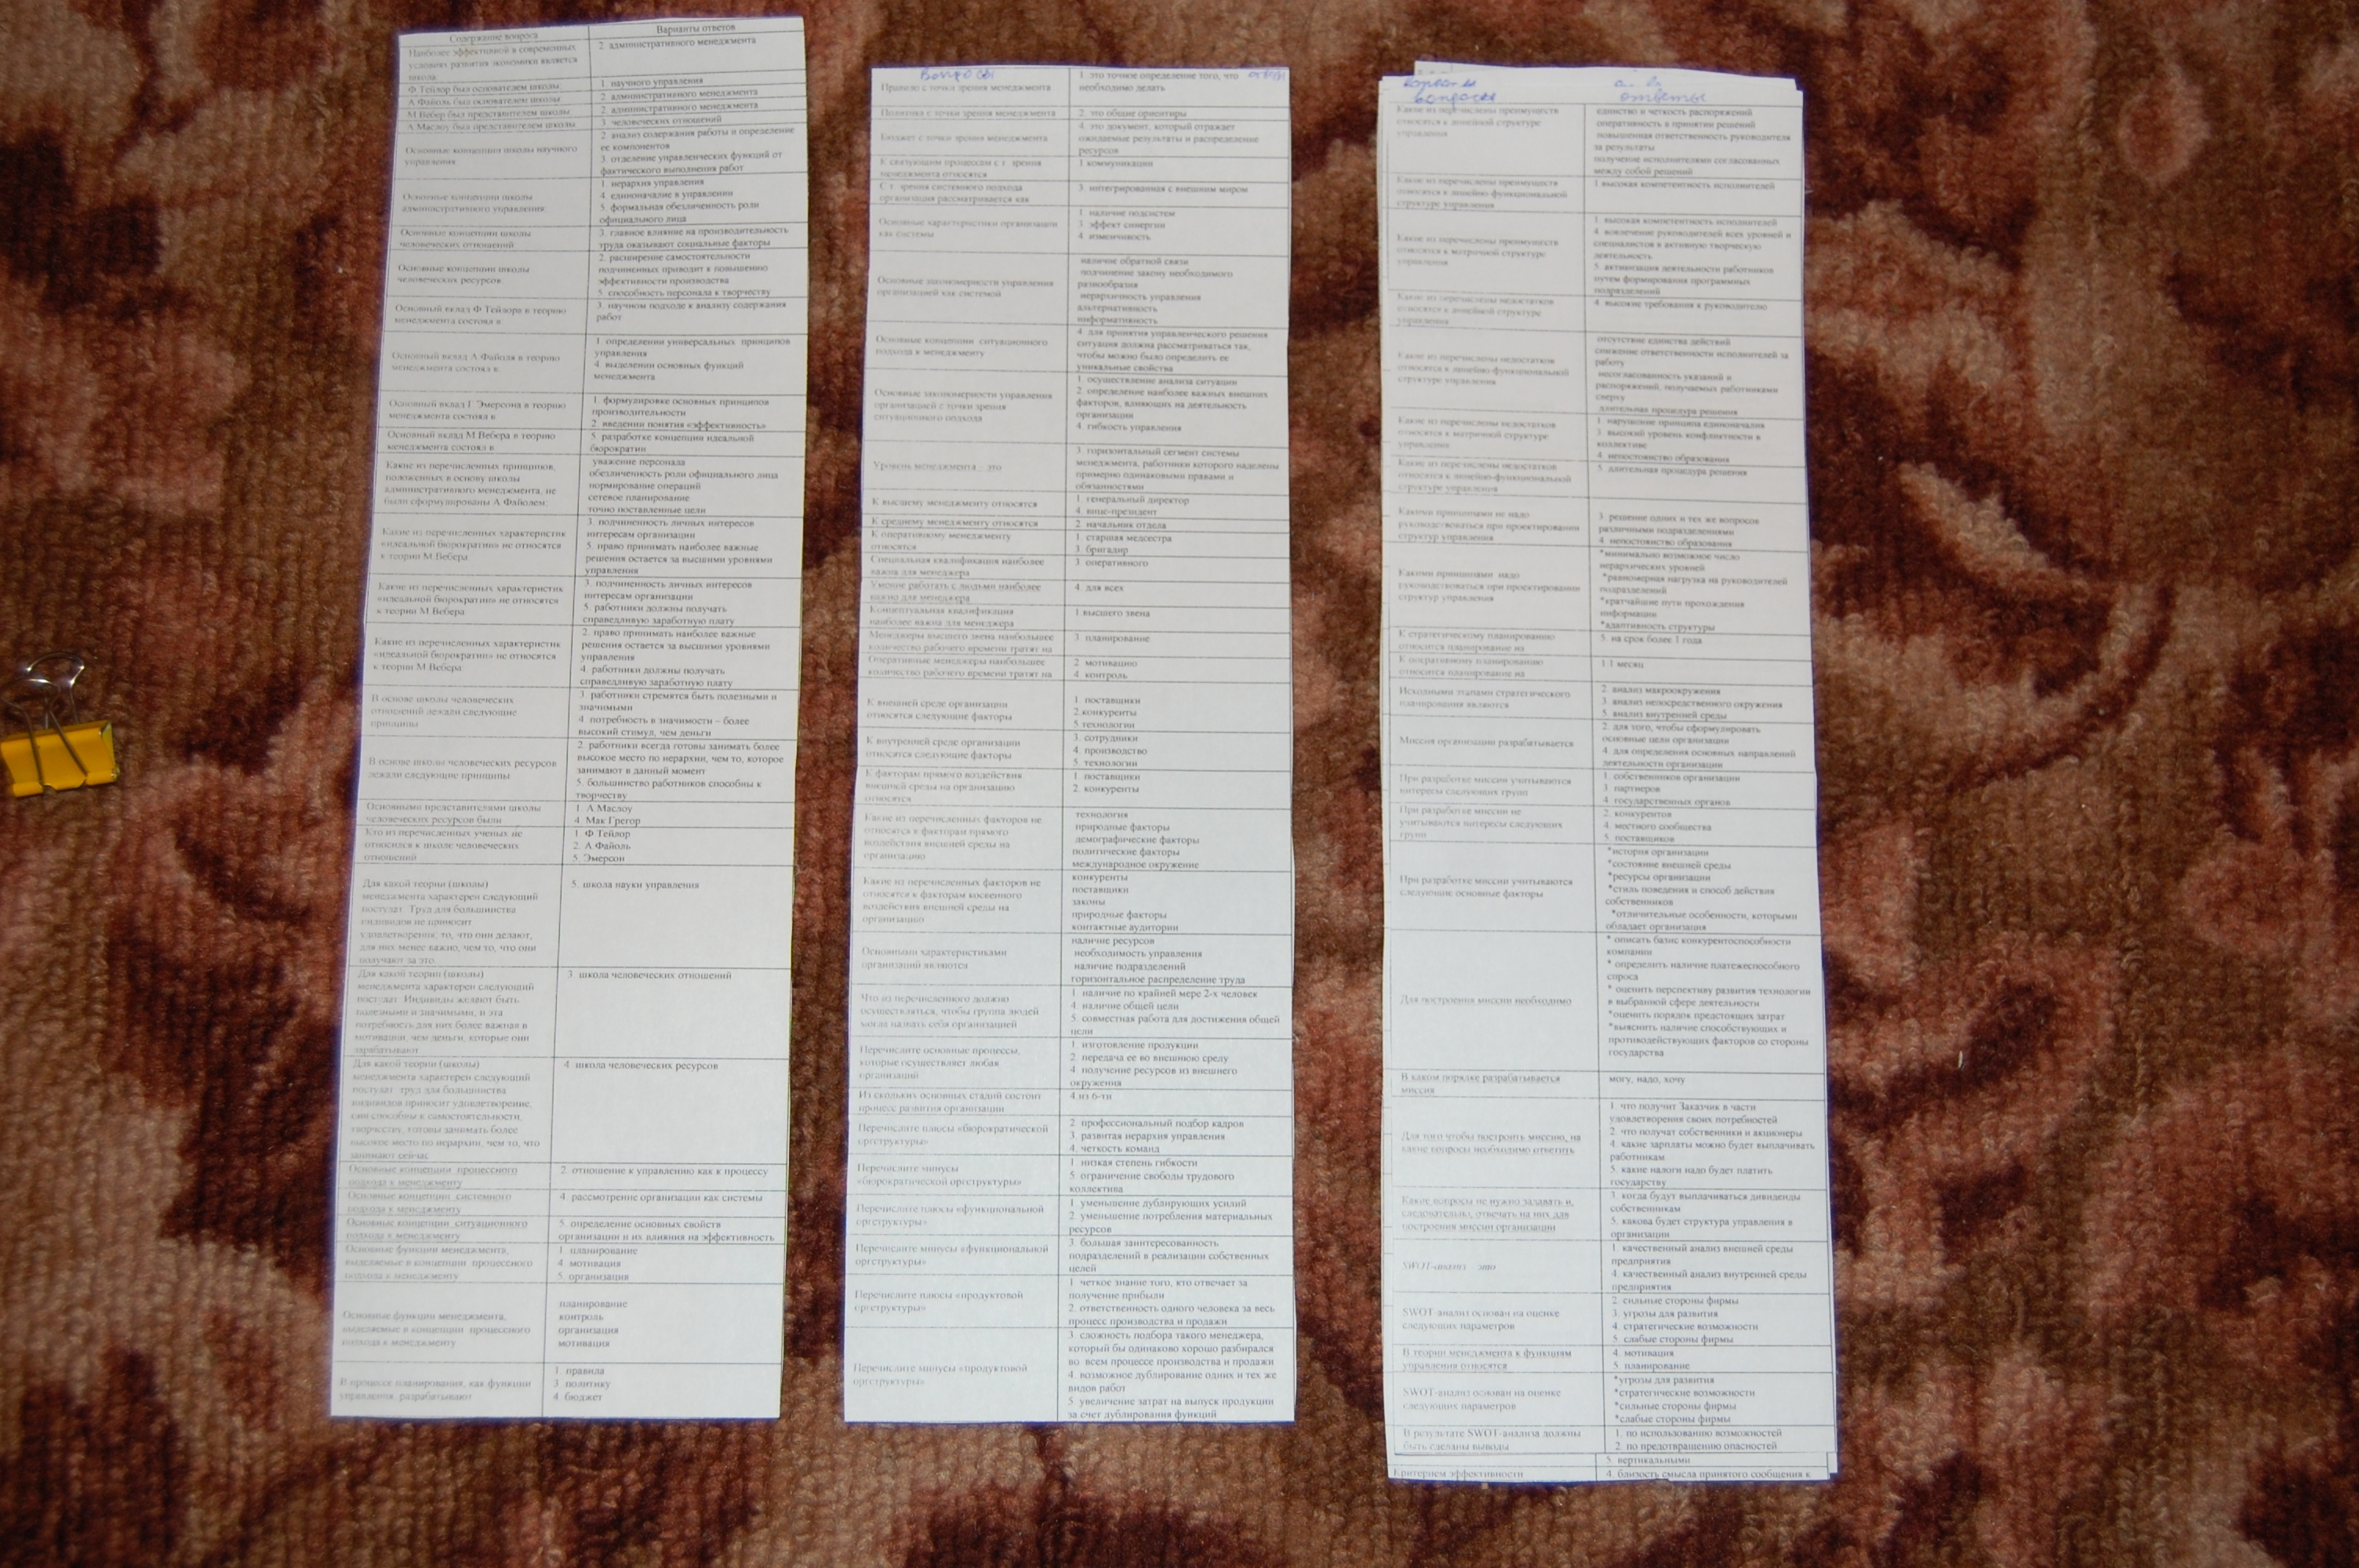 Содержание вопроса
Варианты ответов
Наиболее эффективной в современных
условиях развития экономики является
школа
2. административного менеджмента
Ф Тейлор был основателем школы
1. научного управления
А Файоль был основателем школы
2. административного менеджмента
М Вебер был представителем школы
2. административного менеджмента
А Маслоу был представителем школы
3. человеческих отношений
Основные концепции школы научного
управления
2. анализ содержания работы и определение
ее компонентов
3. отделение управленческих функций от
фактического выполнения работ
Основные концепции школы
административного управления
1. иерархия управления
4. единоначалие в управлении
5. формальная обезличенность роли
официального лица
Основные концепции школы
человеческих отношений
3. главное влияние на производительность
труда оказывают социальные факторы
Основные концепции школы
человеческих ресурсов
2. расширение самостоятельности
подчиненных приводит к повышению
эффективности производства
5. способность персонала к творчеству
Основный вклад Ф Тейлора в теорию
менеджмента состоял в
3. научном подходе к анализу содержания
работ
Основный вклад А Файоля в теорию
менеджмента состоял в
1. определении универсальных принципов
управления
4. выделении основных функций
менеджмента
Основный вклад Г Эмерсона в теорию
менеджмента состоял в
1. формулировке основных принципов
производительности
2. введении понятия «эффективность»
Основный вклад М Вебера в теорию
менеджмента состоял в
5. разработке концепции идеальной
бюрократии
Какие из перечисленных принципов,
положенных в основу школы
административного менеджмента, не
были сформулированы А Файолем
уважение персонала
обезличенность роли официального лица
нормирование операций
сетевое планирование
точно поставленные цели
Какие из перечисленных характеристик
«идеальной бюрократии» не относятся
к теории М.Вебера
3. подчиненность личных интересов
интересам организации
5. право принимать наиболее важные
решения остается за высшими уровнями
управления
Какие из перечисленных характеристик
«идеальной бюрократии» не относятся
к теории М.Вебера
3. подчиненность личных интересов
интересам организации
5. работники должны получать
справедливую заработную плату
Какие из перечисленных характеристик
«идеальной бюрократии» не относятся
к теории М.Вебера
2. право принимать наиболее важные
решения остается за высшими уровнями
управления
4. работники должны получать
справедливую заработную плату
В основе школы человеческих
отношений лежали следующие
принципы
3. работники стремятся быть полезными и
значимыми
4. потребность в значимости – более
высокий стимул, чем деньги
В основе школы человеческих ресурсов
лежали следующие принципы
2. работники всегда готовы занимать более
высокое место по иерархии, чем то, которое
занимают в данный момент
5. большинство работников способны к
творчеству
Основными представителями школы
человеческих ресурсов были
1. А Маслоу
4. Мак Грегор
Кто из перечисленных ученых не
относился к школе человеческих
отношений
1. Ф Тейлор
2. А Файоль
5. Эмерсон
Для какой теории (школы)
менеджмента характерен следующий
постулат. Труд для большинства
индивидов не приносит
удовлетворения, то, что они делают,
для них менее важно, чем то, что они
получают за это.
5. школа науки управления
Для какой теории (школы)
менеджмента характерен следующий
постулат. Индивиды желают быть
полезными и значимыми, и эта
потребность для них более важная в
мотивации, чем деньги, которые они
зарабатывают
3. школа человеческих отношений
Для какой теории (школы)
менеджмента характерен следующий
постулат труд для большинства
индивидов приносит удовлетворение,
они способны к самостоятельности,
творчеству, готовы занимать более
высокое место по иерархии, чем то, что
занимают сейчас
4. школа человеческих ресурсов
Основные концепции процессного
подхода к менеджменту
2. отношение к управлению как к процессу
Основные концепции системного
подхода к менеджменту
4. рассмотрение организации как системы
Основные концепции ситуационного
подхода к менеджменту
5. определение основных свойств
организации и их влияния на эффективность
Основные функции менеджмента,
выделяемые в концепции процессного
подхода к менеджменту
1. планирование
4. мотивация
5. организация
Основные функции менеджмента,
выделяемые в концепции процессного
подхода к менеджменту
планирование
контроль
организация
мотивация
В процессе планирования, как функции
управления, разрабатывают
1. правила
3. политику
4. бюджет
Вопросы
ответы
Правило с точки зрения менеджмента
1. это точное определение того, что
необходимо делать
Политика с точки зрения менеджмента
2. это общие ориентиры
Бюджет с точки зрения менеджмента
4. это документ, который отражает
ожидаемые результаты и распределение
ресурсов
К связующим процессам с т. зрения
менеджмента относятся
1 коммуникации
С т. зрения системного подхода
организация рассматривается как
3. интегрированная с внешним миром
Основные характеристики организации
как системы
1. наличие подсистем
3. эффект синергии
4. изменчивость
Основные закономерности управления
организацией как системой
наличие обратной связи
подчинение закону необходимого
разнообразия
иерархичность управления
альтернативность
информативность
Основные концепции ситуационного
подхода к менеджменту
4. для принятия управленческого решения
ситуация должна рассматриваться так,
чтобы можно было определить ее
уникальные свойства
Основные закономерности управления
организацией с точки зрения
ситуационного подхода
1. осуществление анализа ситуации
2. определение наиболее важных внешних
факторов, влияющих на деятельность
организации
4. гибкость управления
Уровень менеджмента – это
3. горизонтальный сегмент системы
менеджмента, работники которого наделены
примерно одинаковыми правами и
обязанностями
К высшему менеджменту относятся
1. генеральный директор
4. вице-президент
К среднему менеджменту относятся
2. начальник отдела
К оперативному менеджменту
относятся
1. старшая медсестра
3. бригадир
Специальная квалификация наиболее
важна для менеджера
3. оперативного
Умение работать с людьми наиболее
важно для менеджера
4. для всех
Концептуальная квалификация
наиболее важна для менеджера
1 высшего звена
Менеджеры высшего звена наибольшее
количество рабочего времени тратят на
3. планирование
Оперативные менеджеры наибольшее
количество рабочего времени тратят на
2. мотивацию
4. контроль
К внешней среде организации
относятся следующие факторы
1. поставщики
2 конкуренты
5 технологии
К внутренней среде организации
относятся следующие факторы
3. сотрудники
4. производство
5. технологии
К факторам прямого воздействия
внешней среды на организацию
относятся
1. поставщики
2. конкуренты
Какие из перечисленных факторов не
относятся к факторам прямого
воздействия внешней среды на
организацию
технология
природные факторы
демографические факторы
политические факторы
международное окружение
Какие из перечисленных факторов не
относятся к факторам косвенного
воздействия внешней среды на
организацию
конкуренты
поставщики
законы
природные факторы
контактные аудитории
Основными характеристиками
организаций являются
наличие ресурсов
необходимость управления
наличие подразделений
горизонтальное распределение труда
Что из перечисленного должно
осуществляться, чтобы группа людей
могла назвать себя организацией
1. наличие по крайней мере 2-х человек
4. наличие общей цели
5. совместная работа для достижения общей
цели
Перечислите основные процессы,
которые осуществляет любая
организаций
1. изготовление продукции
2. передача ее во внешнюю среду
4. получение ресурсов из внешнего
окружения
Из скольких основных стадий состоит
процесс развития организации
4.из 6-ти
Перечислите плюсы «бюрократической
оргструктуры»
2. профессиональный подбор кадров
3. развитая иерархия управления
4. четкость команд
Перечислите минусы
«бюрократической оргструктуры»
1. низкая степень гибкости
5. ограничение свободы трудового
коллектива
Перечислите плюсы «функциональной
оргструктуры»
1. уменьшение дублирующих усилий
2. уменьшение потребления материальных
ресурсов
Перечислите минусы «функциональной
оргструктуры»
3. большая заинтересованность
подразделений в реализации собственных
целей
Перечислите плюсы «продуктовой
оргструктуры»
1. четкое знание того, кто отвечает за
получение прибыли
2. ответственность одного человека за весь
процесс производства и продажи
Перечислите минусы «продуктовой
оргструктуры»
3. сложность подбора такого менеджера,
который бы одинаково хорошо разбирался
во всем процессе производства и продажи
4. возможное дублирование одних и тех же
видов работ
5. увеличение затрат на выпуск продукции
за счет дублирования функций
вопросы
ответы
Какие из перечислены преимуществ
относятся к линейной структуре
управления
единство и четкость распоряжений
оперативность в принятии решений
повышенная ответственность руководителя
за результаты
получение исполнителями согласованных
между собой решений
Какие из перечислены преимуществ
относятся к линейно-функциональной
структуре управления
1 высокая компетентность исполнителей
Какие из перечислены преимуществ
относятся к матричной структуре
управления
1. высокая компетентность исполнителей
4. вовлечение руководителей всех уровней и
специалистов в активную творческую
деятельность
5. активизация деятельности работников
путем формирования программных
подразделений
Какие из перечислены недостатков
относятся к линейной структуре
управления
4. высокие требования к руководителю
Какие из перечислены недостатков
относятся к линейно-функциональной
структуре управления
отсутствие единства действий
снижение ответственности исполнителей за
работу
несогласованность указаний и
распоряжений, получаемых работниками
сверху
длительная процедура решения
Какие из перечислены недостатков
относятся к матричной структуре
управления
1. нарушение принципа единоначалия
3. высокий уровень конфликтности в
коллективе
4. непостоянство образования
Какие из перечислены недостатков
относятся к линейно-функциональной
структуре управления
5. длительная процедура решения
Какими принципами не надо
руководствоваться при проектировании
структур управления
3. решение одних и тех же вопросов
различными подразделениями
4. непостоянство образования
Какими принципами надо
руководствоваться при проектировании
структур управления
*минимально возможное число
иерархических уровней
*равномерная нагрузка на руководителей
подразделений
*кратчайшие пути прохождения
информации
*адаптивность структуры
К стратегическому планированию
относится планирование на
5. на срок более 1 года
К оперативному планированию
относится планирование на
1.1 месяц
Исходными этапами стратегического
планирования являются
2. анализ макроокружения
3. анализ непосредственного окружения
5. анализ внутренней среды
Миссия организации разрабатывается
2. для того, чтобы сформулировать
основные цели организации
4. для определения основных направлений
деятельности организации
При разработке миссии учитываются
интересы следующих групп
1. собственников организации
3. партнеров
4. государственных органов
При разработке миссии не
учитываются интересы следующих
групп
2. конкурентов
4. местного сообщества
5. поставщиков
При разработке миссии учитываются
следующие основные факторы
*история организации
*состояние внешней среды
*ресурсы организации
*стиль поведения и способ действия
собственников
*отличительные особенности, которыми
обладает организация
Для построения миссии необходимо
* описать базис конкурентоспособности
компании
* определить наличие платежеспособного
спроса
* оценить перспективу развития технологии
в выбранной сфере деятельности
*оценить порядок предстоящих затрат
*выяснить наличие способствующих и
противодействующих факторов со стороны
государства
В каком порядке разрабатывается
миссия
могу, надо, хочу
Для того чтобы построить миссию, на
какие вопросы необходимо ответить
1. что получит Заказчик в части
удовлетворения своих потребностей
2. что получат собственники и акционеры
4. какие зарплаты можно будет выплачивать
работникам
5. какие налоги надо будет платить
государству
Какие вопросы не нужно задавать и,
следовательно, отвечать на них для
построения миссии организации
3. когда будут выплачиваться дивиденды
собственникам
5. какова будет структура управления в
организации
SWOT-анализ – это
1. качественный анализ внешней среды
предприятия
4. качественный анализ внутренней среды
предприятия
SWOT-анализ основан на оценке
следующих параметров
2. сильные стороны фирмы
3. угрозы для развития
4. стратегические возможности
5. слабые стороны фирмы
В теории менеджмента к функциям
управления относятся
4. мотивация
5. планирование
SWOT-анализ основан на оценке
следующих параметров
*угрозы для развития
*стратегические возможности
*сильные стороны фирмы
*слабые стороны фирмы
В результате SWOT-анализа должны
быть сделаны выводы
1. по использованию возможностей
2. по предотвращению опасностей
5. вертикальными
Критерием эффективности
4. близость смысла принятого сообщения к